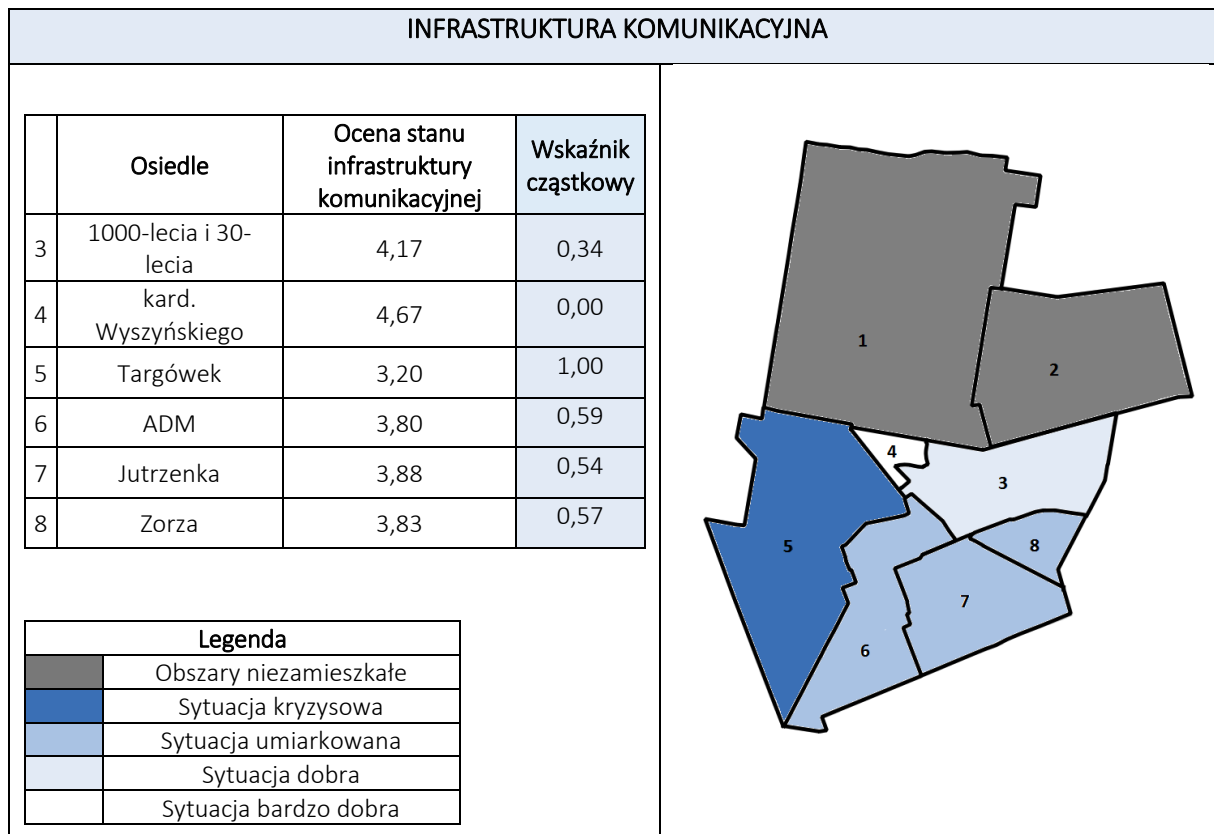 INFRASTRUKTURA KOMUNIKACYJNA
Osiedle
Ocena stanu
infrastruktury
komunikacyjnej
Wskaźnik
cząstkowy
3
1000-lecia i 30-
lecia
4,17
0,34
4
kard.
Wyszyńskiego
4,67
0,00
5
Targówek
3,20
1,00
6
ADM
3,80
0,59
7
Jutrzenka
3,88
0,54
8
Zorza
3,83
0,57
Legenda
Obszary niezamieszkałe
Sytuacja kryzysowa
Sytuacja umiarkowana
Sytuacja dobra
Sytuacja bardzo dobra
1
2
4
3
5
8
7
6